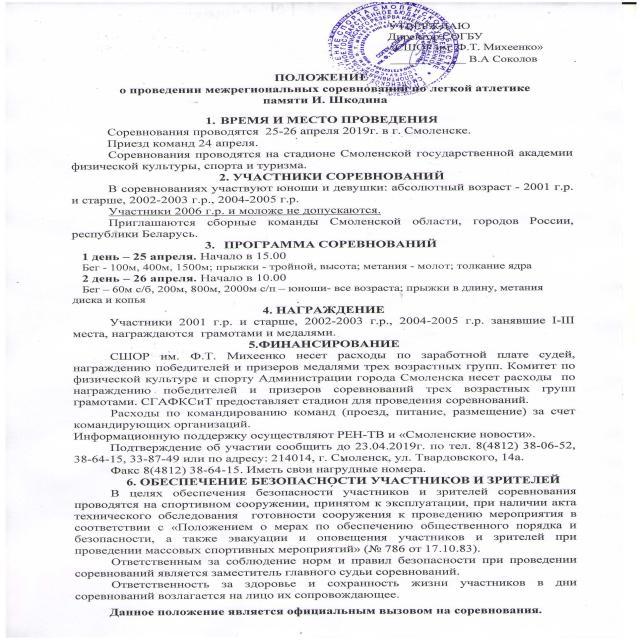 УТВЕРЖДАЮ
Директор СОГБУ
«СШОР им. Ф.Т. Михеенко»
В.А Соколов
ПОЛОЖЕНИЕ
о проведении межрегиональных соревнований по легкой атлетике
памяти И. Шкодина
1. ВРЕМЯ И МЕСТО ПРОВЕДЕНИЯ
Соревнования проводятся 25-26 апреля 2019г. в г. Смоленске.
Приезд команд 24 апреля.
Соревнования проводятся на стадионе Смоленской государственной академии
физической культуры, спорта и туризма.
2. УЧАСТНИКИ СОРЕВНОВАНИЙ
В соревнованиях участвуют юноши и девушки: абсолютный возраст - 2001 г.р.
и старше, 2002-2003 г.р., 2004-2005 г.р.
Участники 2006 г.р. и моложе не допускаются.
Приглашаются сборные команды Смоленской области, городов России,
республики Беларусь.
3. ПРОГРАММА СОРЕВНОВАНИЙ
1 день – 25 апреля. Начало в 15.00
Бег - 100м, 400м, 1500м; прыжки - тройной, высота; метания - молот; толкание ядра
2 день – 26 апреля. Начало в 10.00
Бег – 60м с/б, 200м, 800м, 2000м с/п – юноши- все возраста; прыжки в длину, метания
диска и копья
4. НАГРАЖДЕНИЕ
Участники 2001 г.р. и старше, 2002-2003 г.р., 2004-2005 г.р. занявшие I-III
места, награждаются грамотами и медалями.
5.ФИНАНСИРОВАНИЕ
СШОР им. Ф.Т. Михеенко несет расходы по заработной плате судей,
награждению победителей и призеров медалями трех возрастных групп. Комитет по
физической культуре и спорту Администрации города Смоленска несет расходы по
награждению победителей и призеров соревнований трех возрастных групп
грамотами. СГАФКСиТ предоставляет стадион для проведения соревнований.
Расходы по командированию команд (проезд, питание, размещение) за счет
командирующих организаций.
Информационную поддержку осуществляют РЕН-ТВ и «Смоленские новости».
Подтверждение об участии сообщить до 23.04.2019г. по тел. 8(4812) 38-06-52,
38-64-15, 33-87-49 или по адресу: 214014, г. Смоленск, ул. Твардовского, 14а.
Факс 8(4812) 38-64-15. Иметь свои нагрудные номера.
6. ОБЕСПЕЧЕНИЕ БЕЗОПАСНОСТИ УЧАСТНИКОВ И ЗРИТЕЛЕЙ
В целях обеспечения безопасности участников и зрителей соревнования
проводятся на спортивном сооружении, принятом к эксплуатации, при наличии акта
технического обследования готовности сооружения к проведению мероприятия в
соответствии с «Положением о мерах по обеспечению общественного порядка и
безопасности, а также эвакуации и оповещения участников и зрителей при
проведении массовых спортивных мероприятий» (№ 786 от 17.10.83).
Ответственным за соблюдение норм и правил безопасности при проведении
соревнований является заместитель главного судьи соревнований.
Ответственность за здоровье и сохранность жизни участников в дни
соревнований возлагается на лицо их сопровождающее.
Данное положение является официальным вызовом на соревнования.